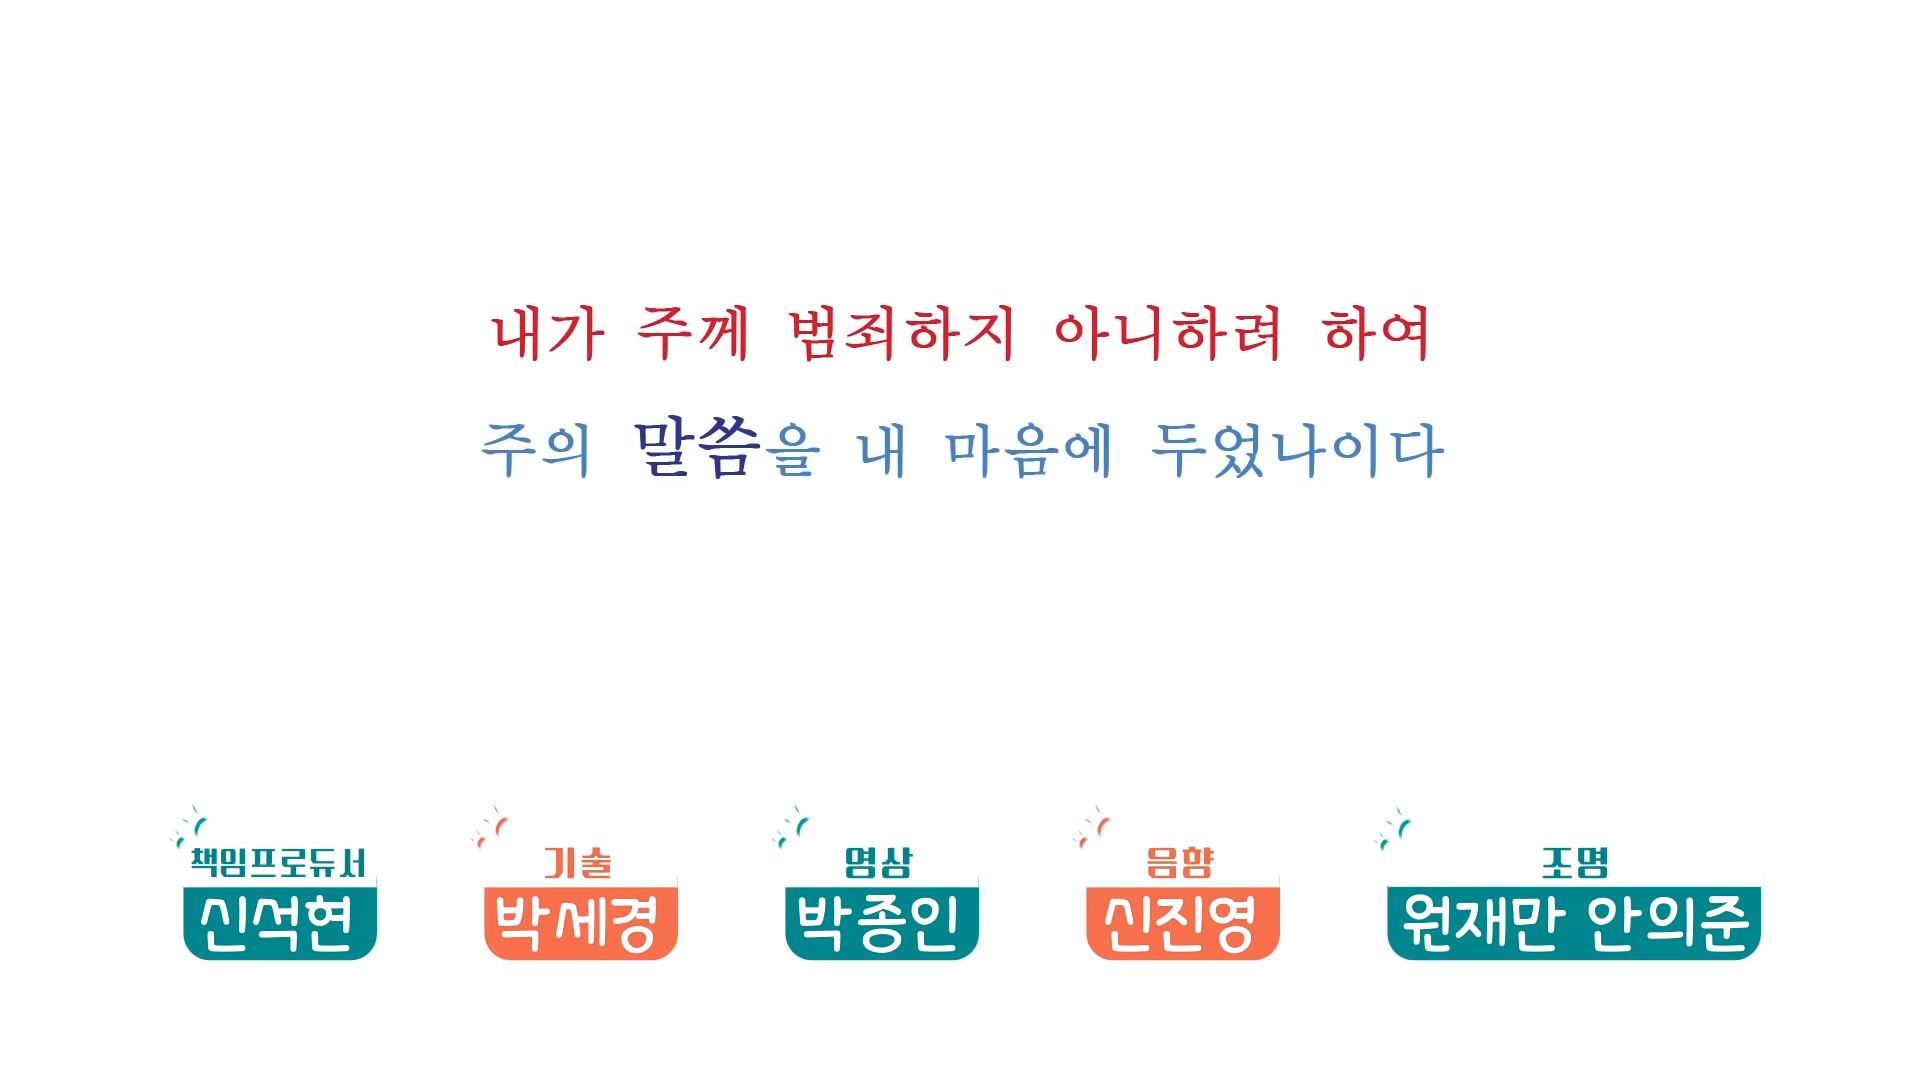 내가 주께 범죄하지 아니하려 하여
주의 말씀을 내 마음에 두었나이다
책임프로듀서 기술 영상 음향 조명
신석현 박세경 박종인 신진영 원재만 안의준